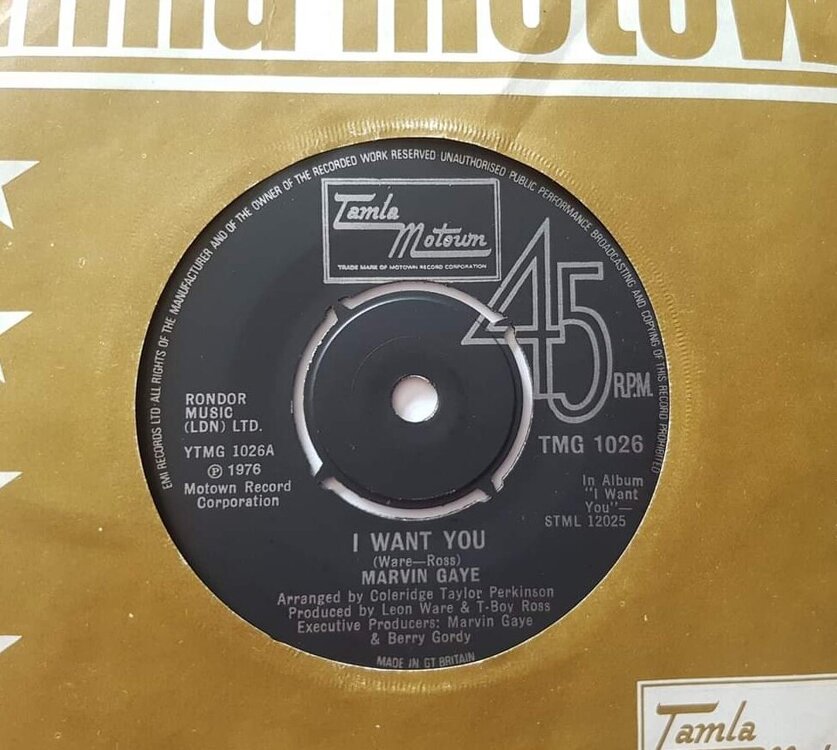 EMI RECORDS LTD·ALL RIGHTS OF THE MANUFACTURER AND OF THE OWNER OF THE RECORDED WORK RESERVED UNAUTHORISED PUBLIC PERFORMANCE BROADCASTING AND COPYING OF THIS RECORD PROHIBITED
Tamla
Motown
TRADE MARK OF MOTOWN RECORD CORPORATION
45
R.P.M.
RONDOR
MUSIC
(LDN) LTD.
YTMG 1026A
℗ 1976
Motown Record
Corporation
TMG 1026
In Album
"I Want
You"—
STML 12025
I WANT YOU
(Ware—Ross)
MARVIN GAYE
Arranged by Coleridge Taylor Perkinson
Produced by Leon Ware & T-Boy Ross
Executive Producers: Marvin Gaye
& Berry Gordy
MADE IN GT BRITAIN
Tamla